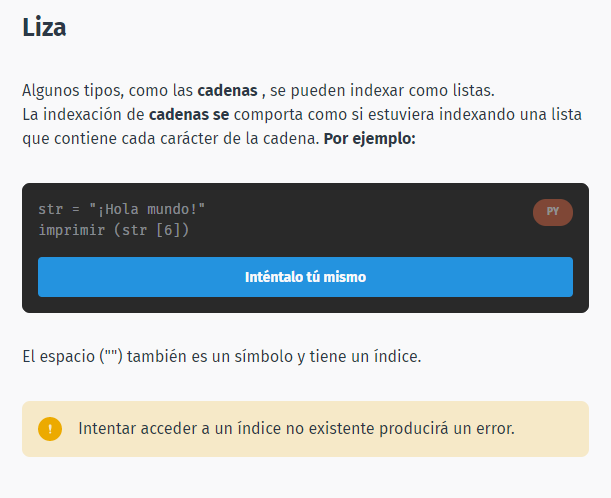 Liza
Algunos tipos, como las cadenas , se pueden indexar como listas.
La indexación de cadenas se comporta como si estuviera indexando una lista
que contiene cada carácter de la cadena. Por ejemplo:
str = "¡Hola mundo!"
PY
imprimir (str [6])
Inténtalo tú mismo
El espacio ("") también es un símbolo y tiene un índice.
! Intentar acceder a un índice no existente producirá un error.